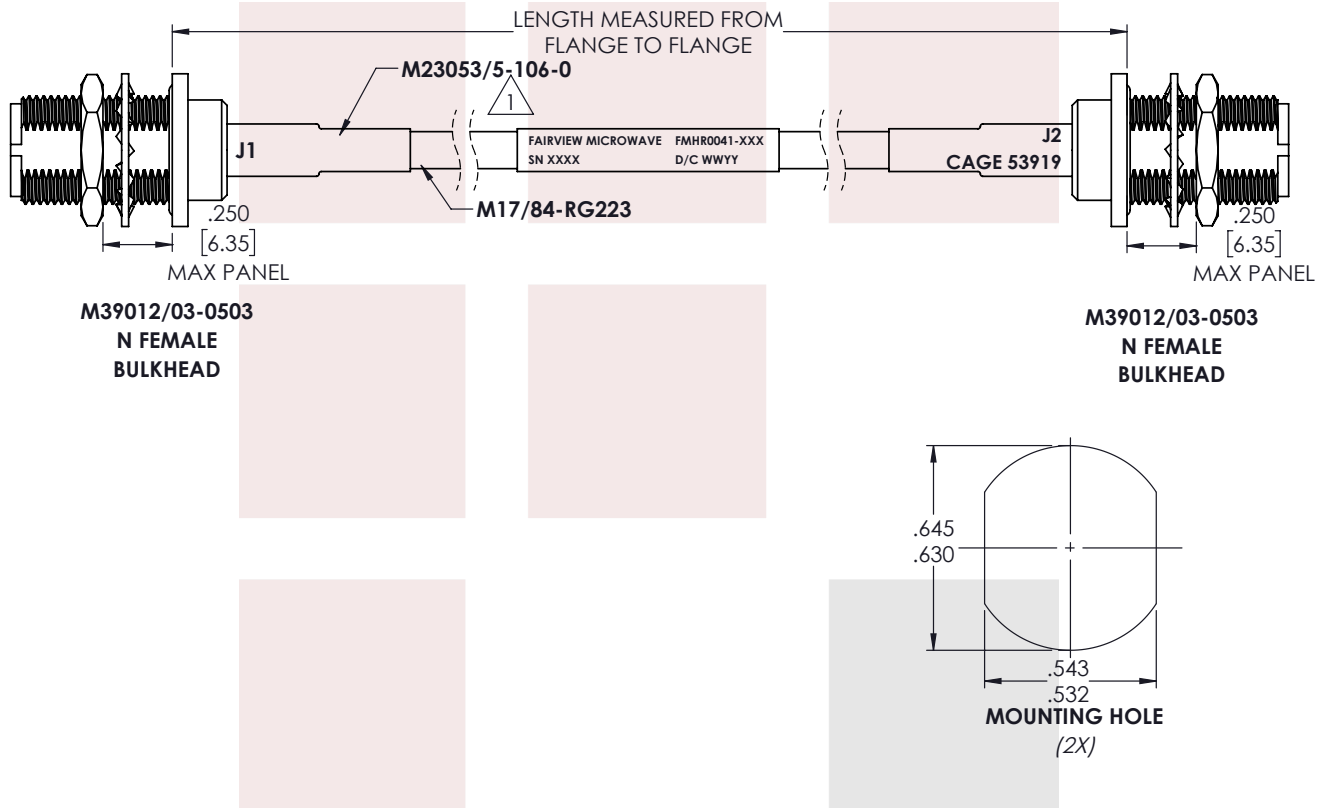 LENGTH MEASURED FROM
FLANGE TO FLANGE
M23053/5-106-0
1
J1
FAIRVIEW MICROWAVE FMHR0041-XXX
SN XXXX D/C WWYY
J2
CAGE 53919
M17/84-RG223
.250
[6.35]
MAX PANEL
.250
[6.35]
MAX PANEL
M39012/03-0503
N FEMALE
BULKHEAD
M39012/03-0503
N FEMALE
BULKHEAD
.645
.630
.543
.532
MOUNTING HOLE
(2X)